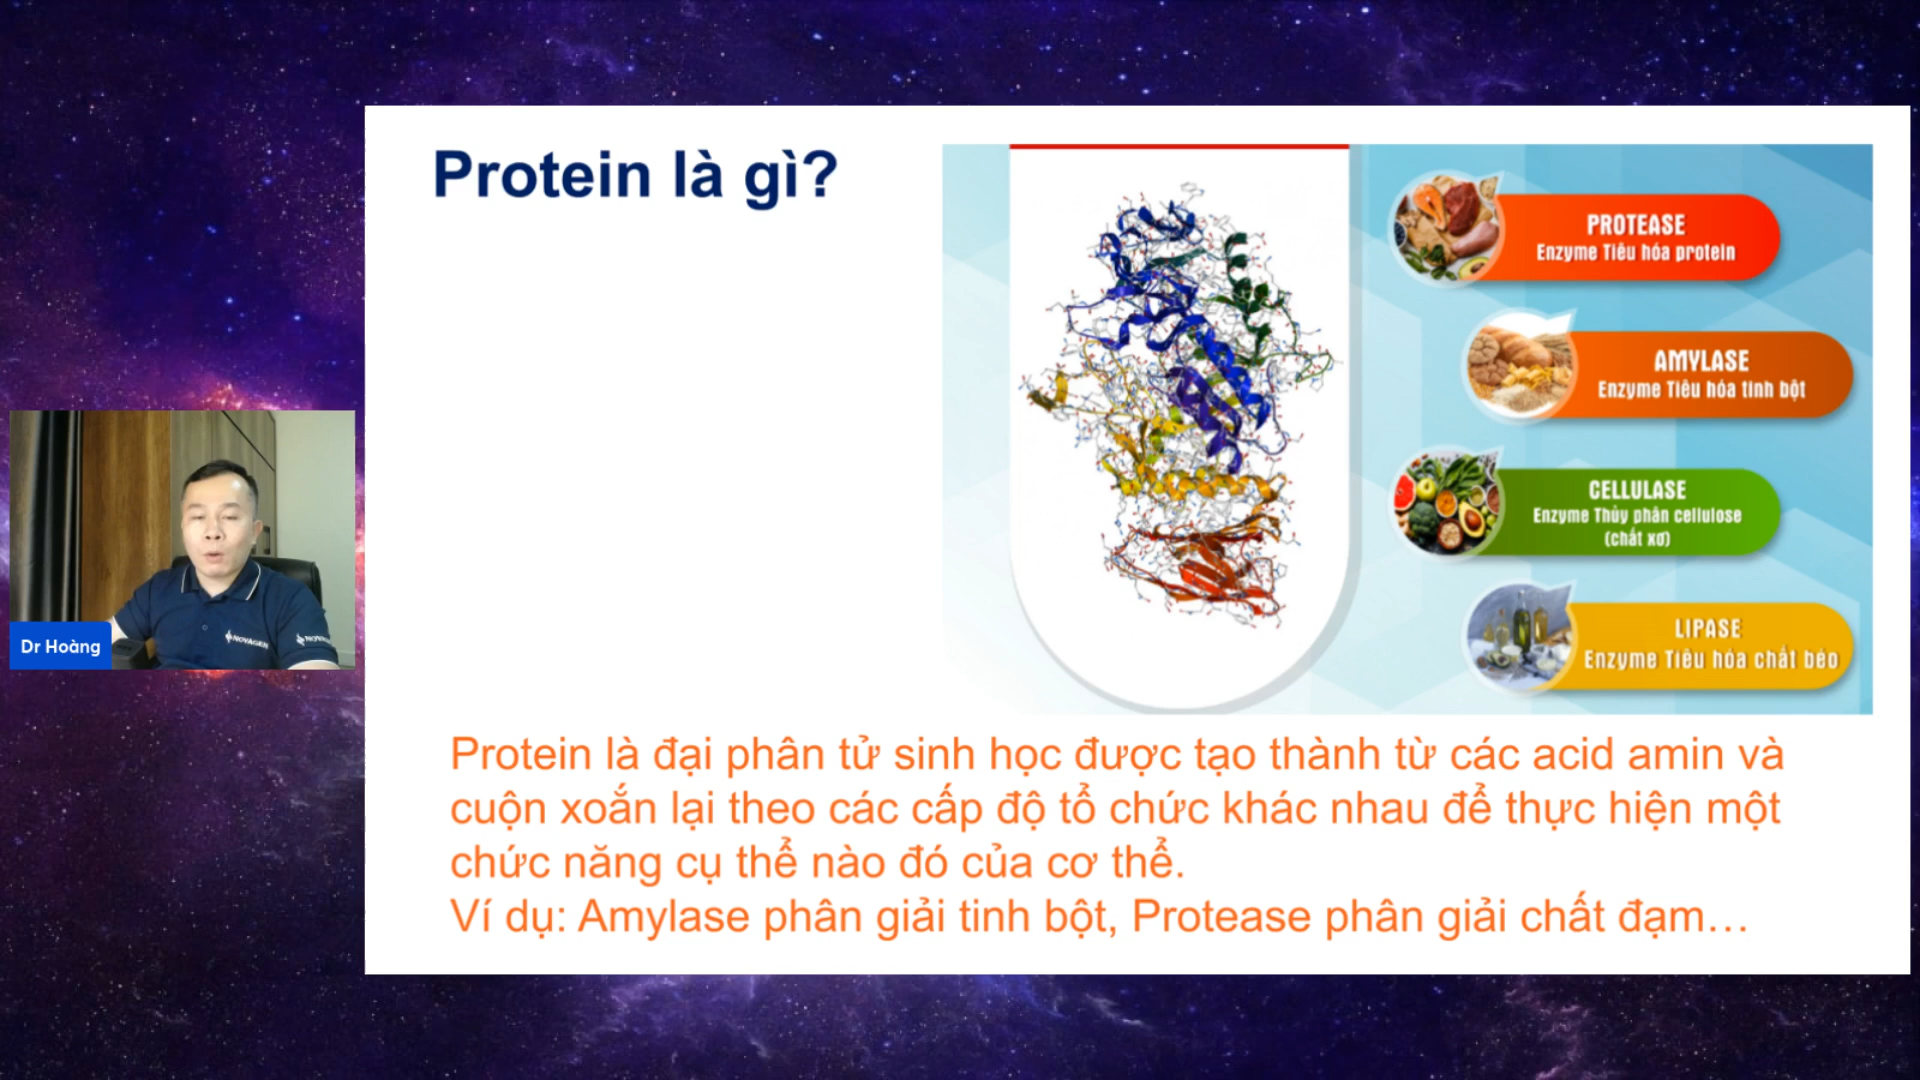 Protein là gì?
PROTEASE
Enzyme Tiêu hóa protein
AMYLASE
Enzyme Tiêu hóa tinh bột
CELLULASE
Enzyme Thủy phân cellulose
(chất xơ)
LIPASE
Enzyme Tiêu hóa chất béo
NOVAGEN
Dr Hoàng
Protein là đại phân tử sinh học được tạo thành từ các acid amin và
cuộn xoắn lại theo các cấp độ tổ chức khác nhau để thực hiện một
chức năng cụ thể nào đó của cơ thể.
Ví dụ: Amylase phân giải tinh bột, Protease phân giải chất đạm…